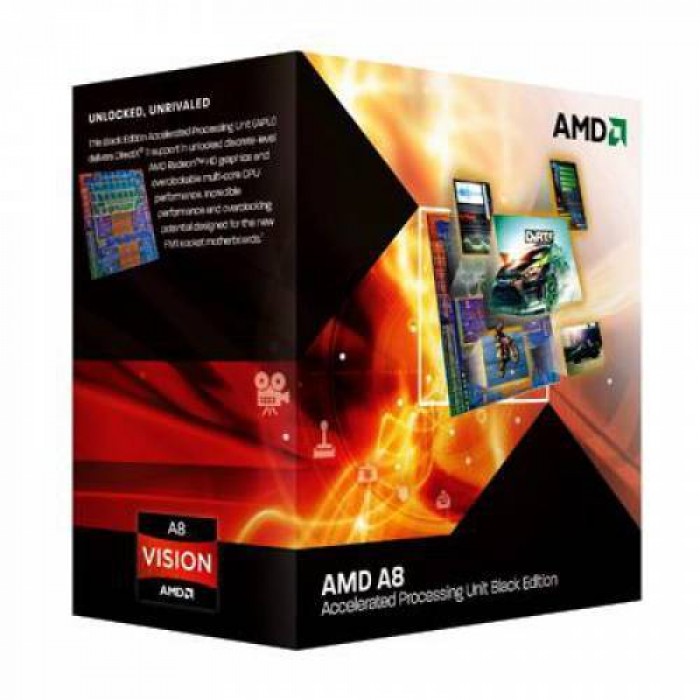 UNLOCKED, UNRIVALED
This Black Edition Accelerated Processing Unit (APU)
delivers DirectX® 11 support in unlocked discrete-level
AMD Radeon™ HD graphics and
overclockable multi-core CPU
performance. Incredible
performance and overclocking
potential designed for the new
FM1 socket motherboards.
AMD
DiRT3
A8
VISION
AMD
AMD A8
Accelerated Processing Unit Black Edition